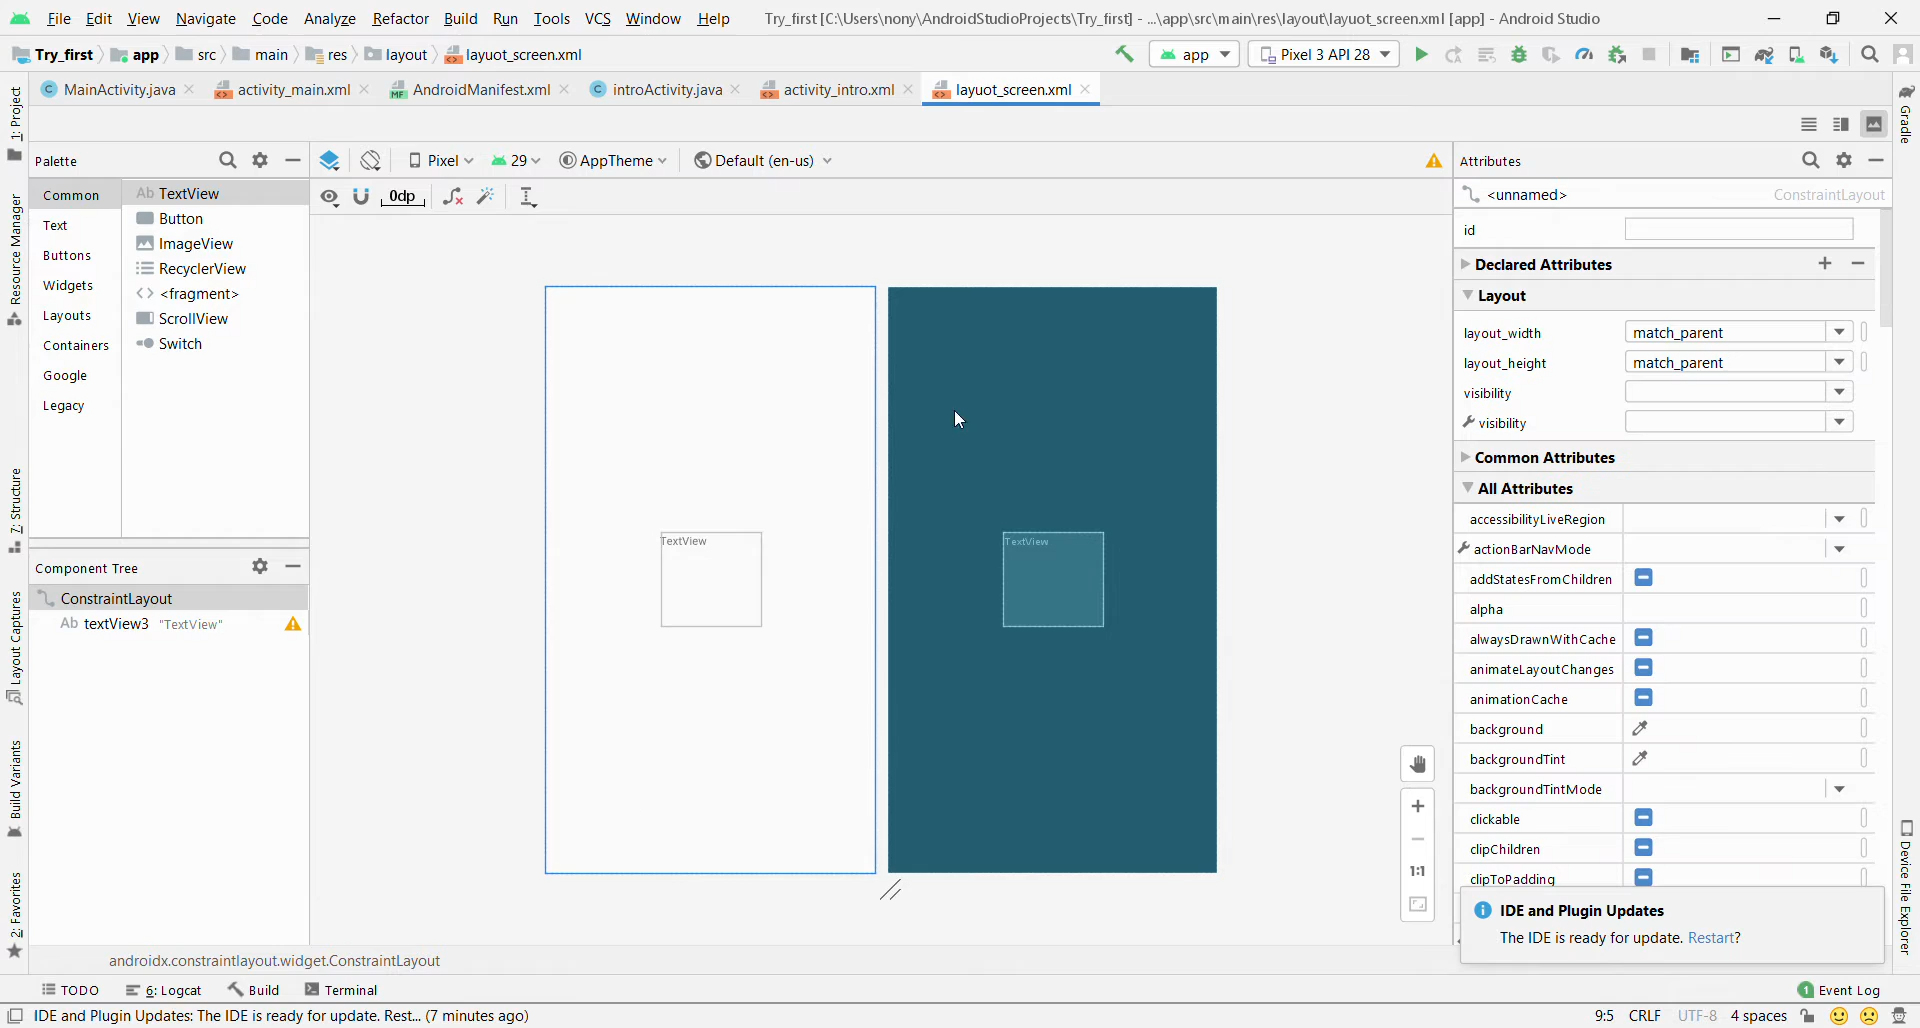 File Edit View Navigate Code Analyze Refactor Build Run Tools VCS Window Help Try_first [C:\Users\nony\AndroidStudioProjects\Try_first] - ...\app\src\main\res\layout\layuot_screen.xml [app] - Android Studio
Try_first app src main res layout layuot_screen.xml app Pixel 3 API 28
MainActivity.java activity_main.xml AndroidManifest.xml introActivity.java activity_intro.xml layuot_screen.xml
1: Project
Resource Manager
7: Structure
Layout Captures
Build Variants
2: Favorites
Gradle
Device File Explorer
Palette
Common
Text
Buttons
Widgets
Layouts
Containers
Google
Legacy
Ab TextView
Button
ImageView
RecyclerView
<fragment>
ScrollView
Switch
Component Tree
ConstraintLayout
Ab textView3 "TextView"
Pixel 29 AppTheme Default (en-us)
0dp
TextView
TextView
1:1
Attributes
<unnamed> ConstraintLayout
id
Declared Attributes
Layout
layout_width match_parent
layout_height match_parent
visibility
visibility
Common Attributes
All Attributes
accessibilityLiveRegion
actionBarNavMode
addStatesFromChildren
alpha
alwaysDrawnWithCache
animateLayoutChanges
animationCache
background
backgroundTint
backgroundTintMode
clickable
clipChildren
clipToPadding
IDE and Plugin Updates
The IDE is ready for update. Restart?
androidx.constraintlayout.widget.ConstraintLayout
TODO 6: Logcat Build Terminal 1 Event Log
IDE and Plugin Updates: The IDE is ready for update. Rest... (7 minutes ago) 9:5 CRLF UTF-8 4 spaces